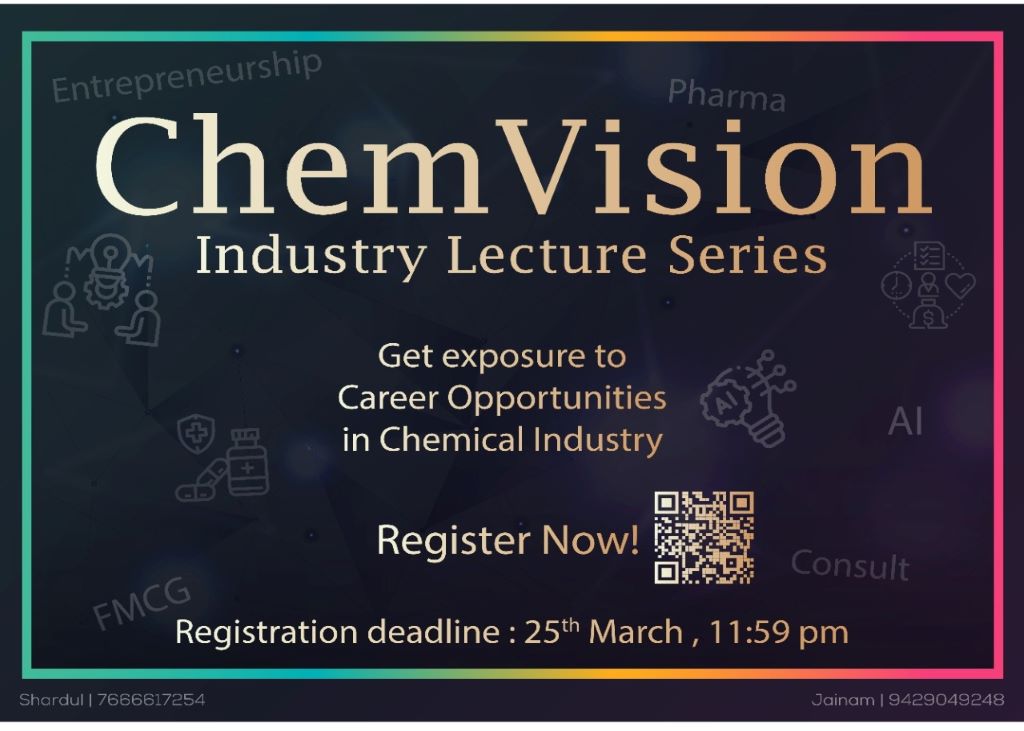 Entrepreneurship
Pharma
ChemVision
Industry Lecture Series
Get exposure to
Career Opportunities
in Chemical Industry
AI
AI
Register Now!
Consult
FMCG
Registration deadline : 25th March , 11:59 pm
Shardul | 7666617254
Jainam | 9429049248